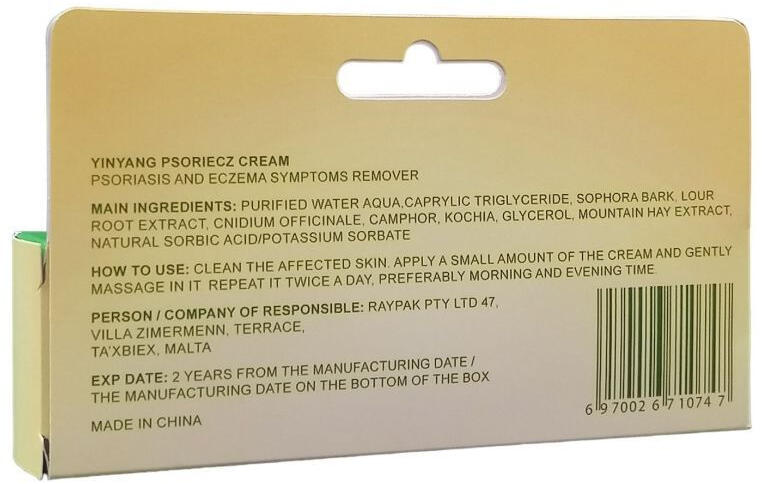 YINYANG PSORIECZ CREAM
PSORIASIS AND ECZEMA SYMPTOMS REMOVER
MAIN INGREDIENTS: PURIFIED WATER AQUA,CAPRYLIC TRIGLYCERIDE, SOPHORA BARK, LOUR
ROOT EXTRACT, CNIDIUM OFFICINALE, CAMPHOR, KOCHIA, GLYCEROL, MOUNTAIN HAY EXTRACT,
NATURAL SORBIC ACID/POTASSIUM SORBATE
HOW TO USE: CLEAN THE AFFECTED SKIN. APPLY A SMALL AMOUNT OF THE CREAM AND GENTLY
MASSAGE IN IT REPEAT IT TWICE A DAY, PREFERABLY MORNING AND EVENING TIME
PERSON / COMPANY OF RESPONSIBLE: RAYPAK PTY LTD 47,
VILLA ZIMERMENN, TERRACE,
TA'XBIEX, MALTA
EXP DATE: 2 YEARS FROM THE MANUFACTURING DATE /
THE MANUFACTURING DATE ON THE BOTTOM OF THE BOX
MADE IN CHINA
6 97002 6 71074 7